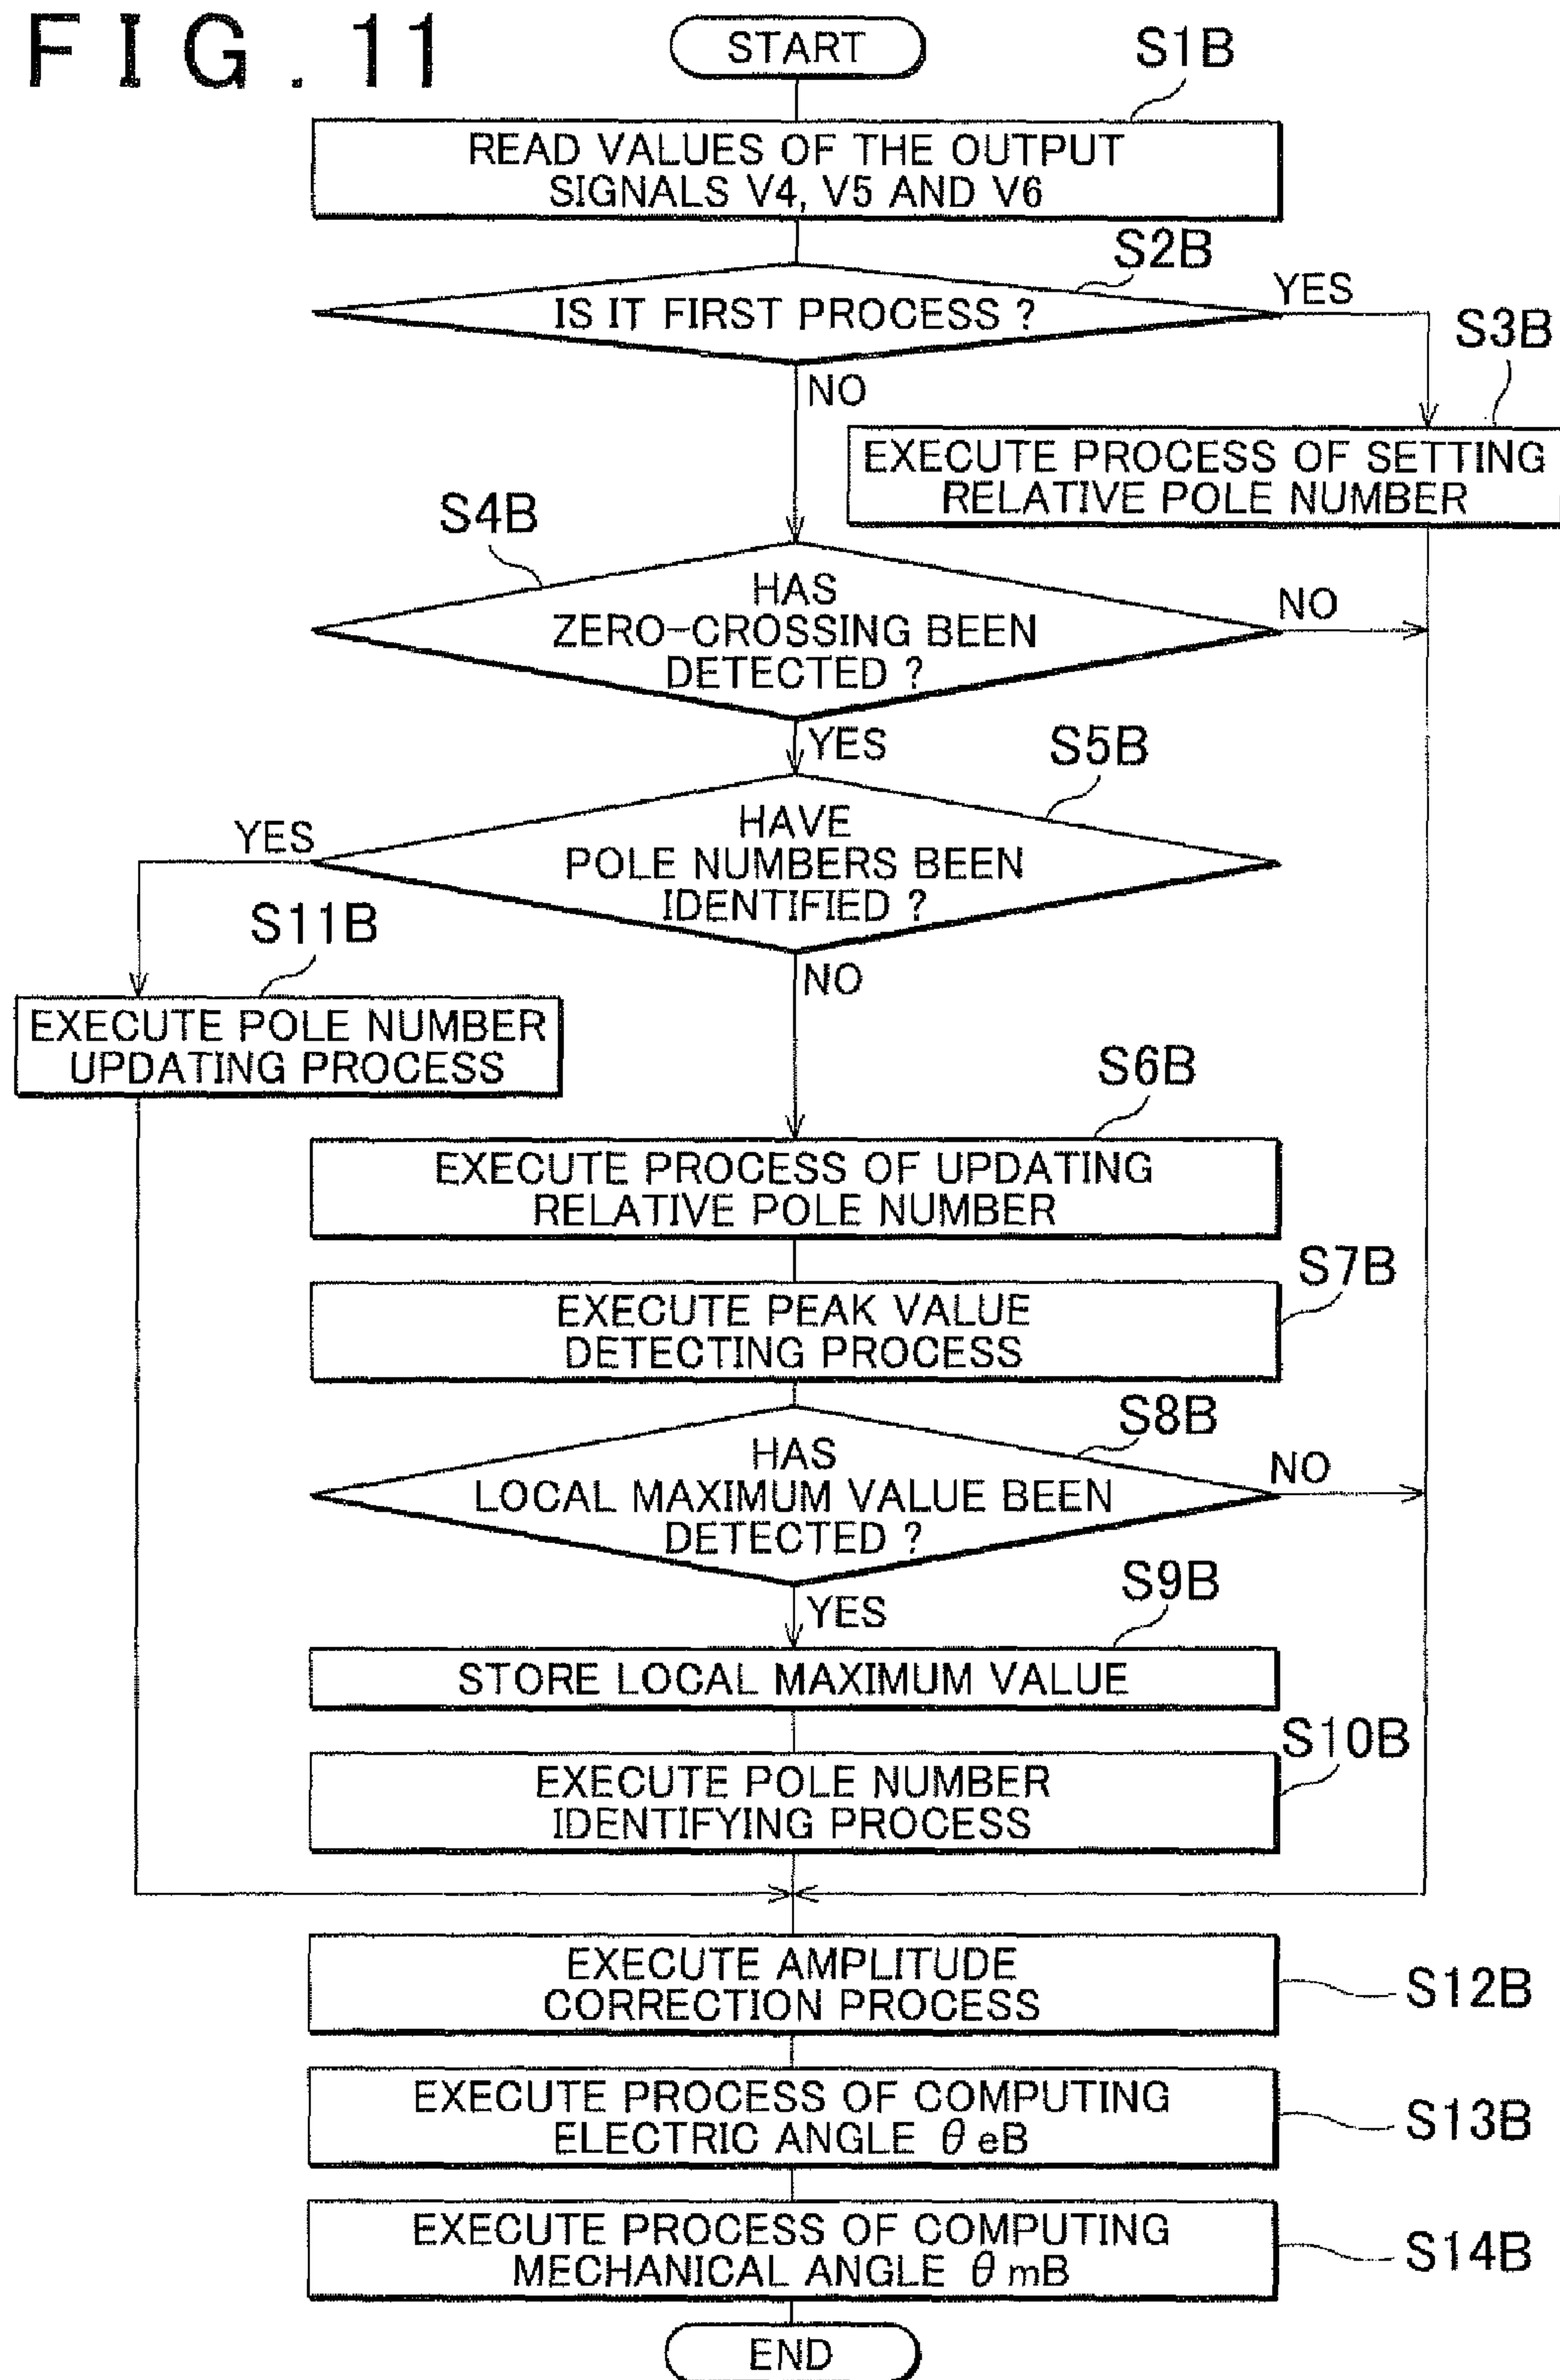 FIG. 11
START
S1B
READ VALUES OF THE OUTPUT
SIGNALS V4, V5 AND V6
S2B
IS IT FIRST PROCESS ?
YES
NO
S3B
EXECUTE PROCESS OF SETTING
RELATIVE POLE NUMBER
S4B
HAS
ZERO-CROSSING BEEN
DETECTED ?
NO
YES
S5B
HAVE
POLE NUMBERS BEEN
IDENTIFIED ?
YES
NO
S11B
EXECUTE POLE NUMBER
UPDATING PROCESS
S6B
EXECUTE PROCESS OF UPDATING
RELATIVE POLE NUMBER
S7B
EXECUTE PEAK VALUE
DETECTING PROCESS
S8B
HAS
LOCAL MAXIMUM VALUE BEEN
DETECTED ?
NO
YES
S9B
STORE LOCAL MAXIMUM VALUE
S10B
EXECUTE POLE NUMBER
IDENTIFYING PROCESS
EXECUTE AMPLITUDE
CORRECTION PROCESS
S12B
EXECUTE PROCESS OF COMPUTING
ELECTRIC ANGLE θeB
S13B
EXECUTE PROCESS OF COMPUTING
MECHANICAL ANGLE θmB
S14B
END